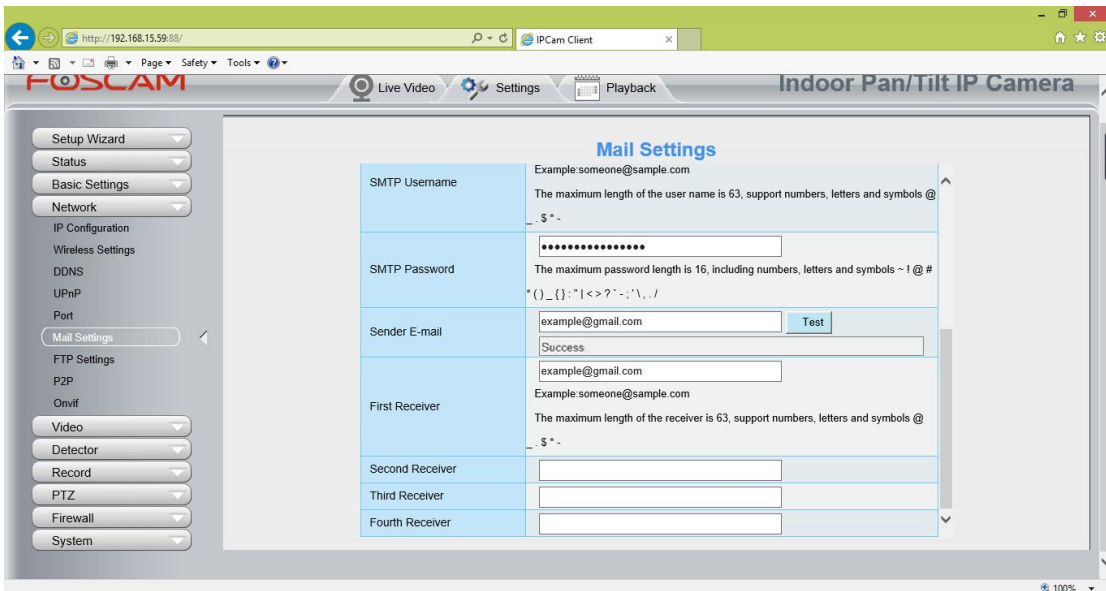 http://192.168.15.59:88/
IPCam Client
Page Safety Tools
FOSCAM
Live Video
Settings
Playback
Indoor Pan/Tilt IP Camera
Setup Wizard
Status
Basic Settings
Network
IP Configuration
Wireless Settings
DDNS
UPnP
Port
Mail Settings
FTP Settings
P2P
Onvif
Video
Detector
Record
PTZ
Firewall
System
Mail Settings
SMTP Username
Example:someone@sample.com
The maximum length of the user name is 63, support numbers, letters and symbols @
_ . $ * -
SMTP Password
••••••••••••••••
The maximum password length is 16, including numbers, letters and symbols ~ ! @ #
* ( ) _ { } : " | < > ? ` - ; ' \ , . /
Sender E-mail
example@gmail.com
Test
Success
First Receiver
example@gmail.com
Example:someone@sample.com
The maximum length of the receiver is 63, support numbers, letters and symbols @
_ . $ * -
Second Receiver
Third Receiver
Fourth Receiver
100%